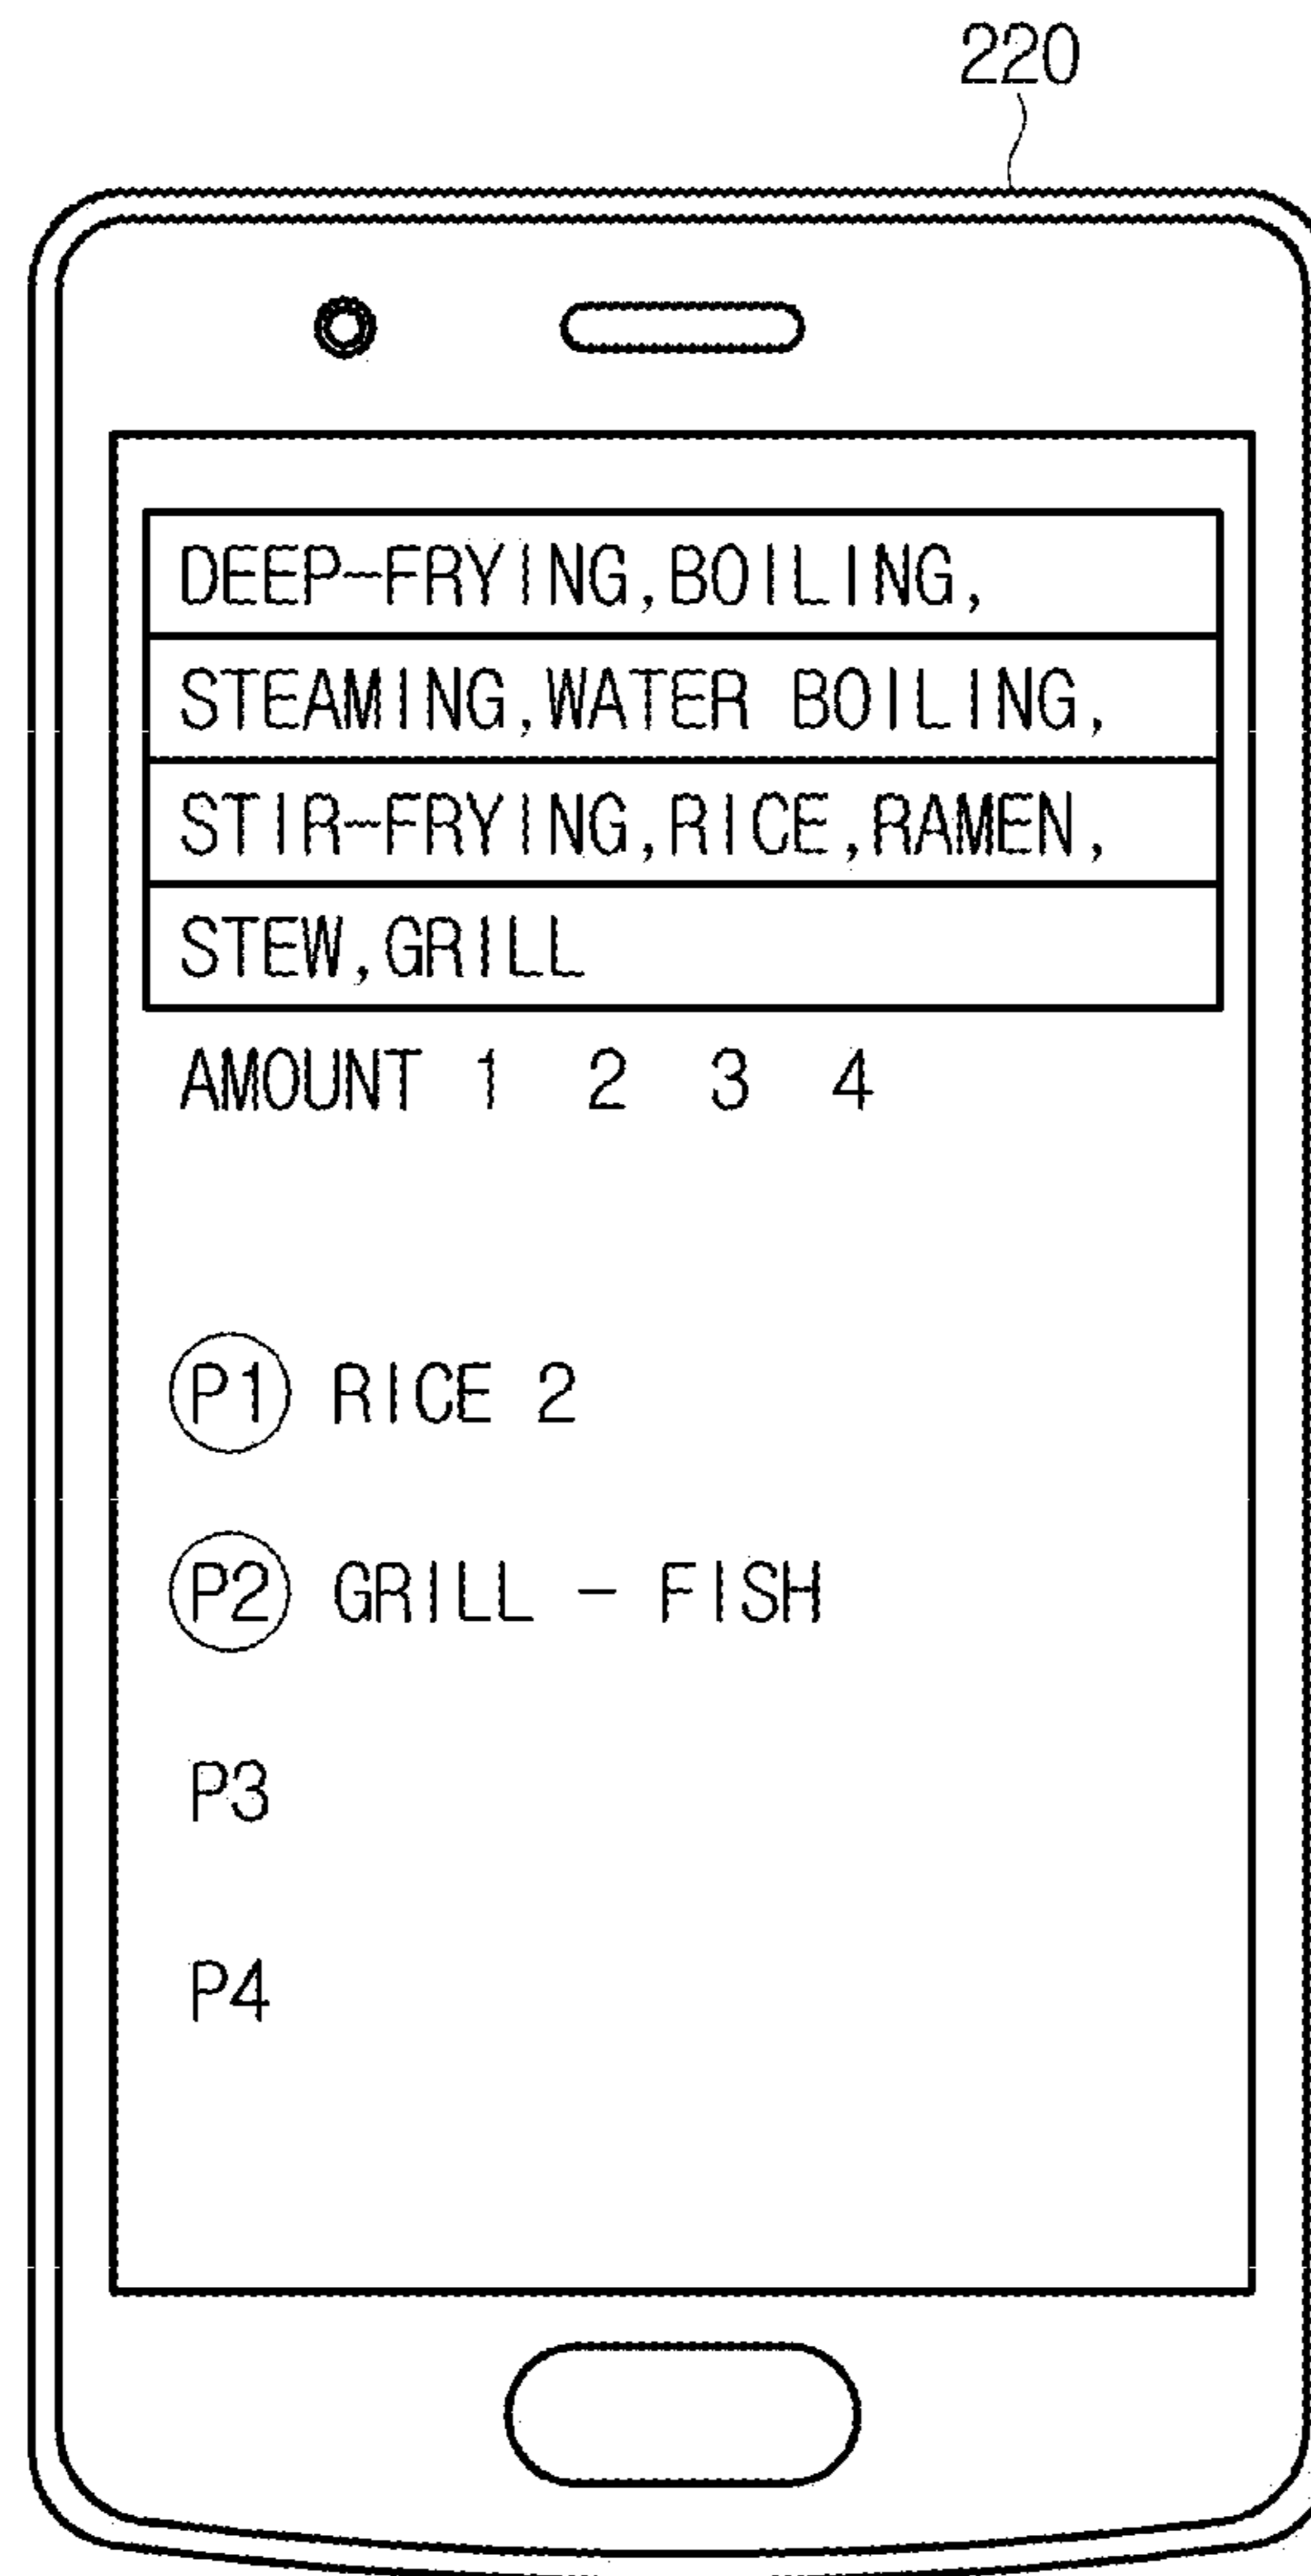 220
DEEP-FRYING,BOILING,
STEAMING,WATER BOILING,
STIR-FRYING,RICE,RAMEN,
STEW,GRILL
AMOUNT 1 2 3 4
P1 RICE 2
P2 GRILL - FISH
P3
P4